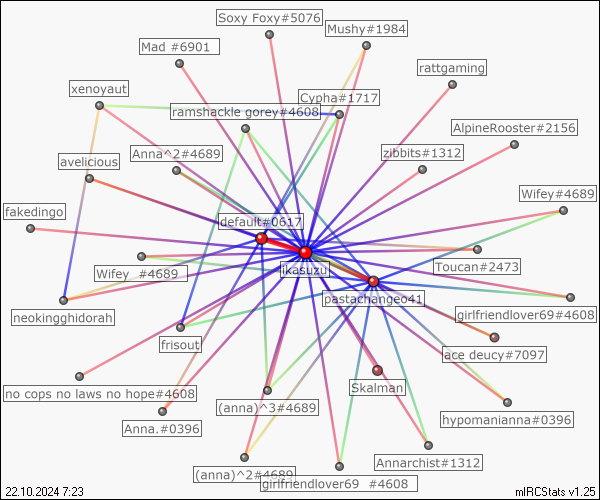 Soxy Foxy#5076
Mushy#1984
Mad #6901
rattgaming
xenoyaut
Cypha#1717
ramshackle gorey#4608
AlpineRooster#2156
avelicious
Anna^2#4689
zibbits#1312
Wifey#4689
fakedingo
default#0617
Wifey_ #4689
ikasuzu
Toucan#2473
pastachangeo41
neokingghidorah
girlfriendlover69#4608
frisout
ace deucy#7097
no cops no laws no hope#4608
Skalman
(anna)^3#4689
hypomanianna#0396
Anna.#0396
Annarchist#1312
(anna)^2#4689
girlfriendlover69 #4608
22.10.2024 7:23
mIRCStats v1.25